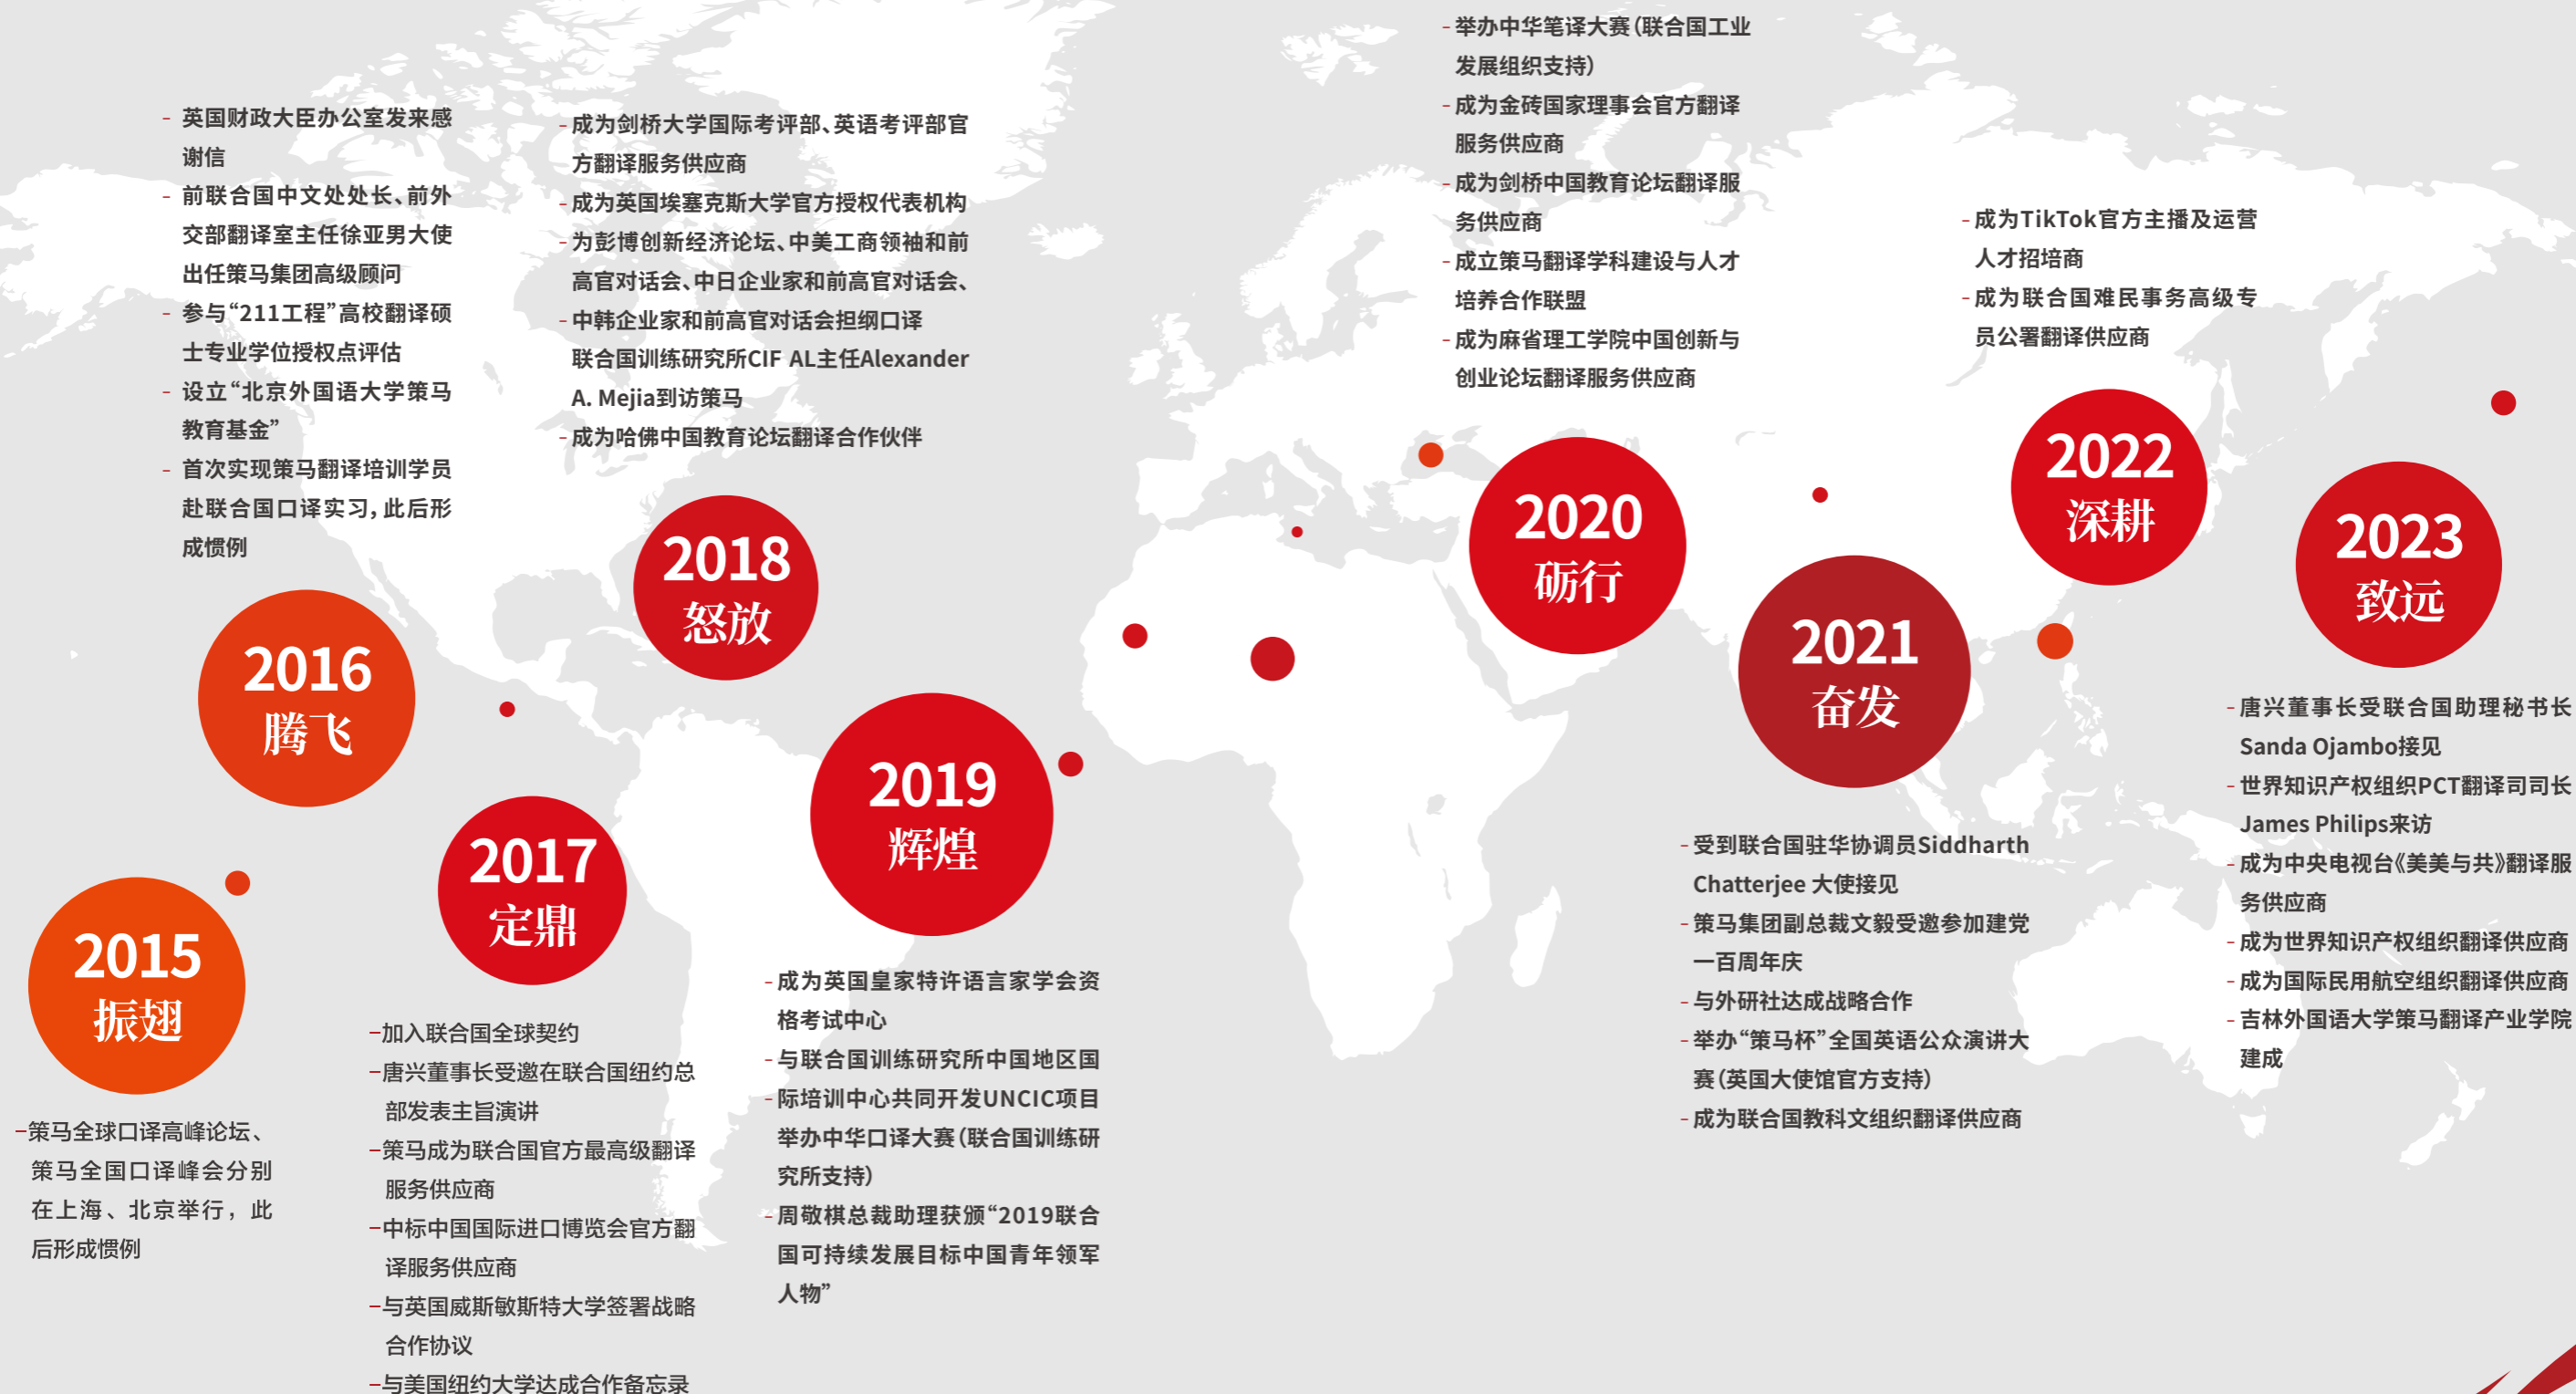 2015
振翅
–策马全球口译高峰论坛、
策马全国口译峰会分别
在上海、北京举行，此
后形成惯例
- 英国财政大臣办公室发来感
谢信
- 前联合国中文处处长、前外
交部翻译室主任徐亚男大使
出任策马集团高级顾问
- 参与“211工程”高校翻译硕
士专业学位授权点评估
- 设立“北京外国语大学策马
教育基金”
- 首次实现策马翻译培训学员
赴联合国口译实习，此后形
成惯例
2016
腾飞
2017
定鼎
–加入联合国全球契约
–唐兴董事长受邀在联合国纽约总
部发表主旨演讲
–策马成为联合国官方最高级翻译
服务供应商
–中标中国国际进口博览会官方翻
译服务供应商
–与英国威斯敏斯特大学签署战略
合作协议
–与美国纽约大学达成合作备忘录
- 成为剑桥大学国际考评部、英语考评部官
方翻译服务供应商
- 成为英国埃塞克斯大学官方授权代表机构
- 为彭博创新经济论坛、中美工商领袖和前
高官对话会、中日企业家和前高官对话会、
- 中韩企业家和前高官对话会担纲口译
联合国训练研究所CIF AL主任Alexander
A. Mejia到访策马
- 成为哈佛中国教育论坛翻译合作伙伴
2018
怒放
2019
辉煌
- 成为英国皇家特许语言家学会资
格考试中心
- 与联合国训练研究所中国地区国
- 际培训中心共同开发UNCIC项目
举办中华口译大赛（联合国训练研
究所支持）
- 周敬棋总裁助理获颁“2019联合
国可持续发展目标中国青年领军
人物”
- 举办中华笔译大赛（联合国工业
发展组织支持）
- 成为金砖国家理事会官方翻译
服务供应商
- 成为剑桥中国教育论坛翻译服
务供应商
- 成立策马翻译学科建设与人才
培养合作联盟
- 成为麻省理工学院中国创新与
创业论坛翻译服务供应商
2020
砺行
2021
奋发
- 受到联合国驻华协调员Siddharth
Chatterjee 大使接见
- 策马集团副总裁文毅受邀参加建党
一百周年庆
- 与外研社达成战略合作
- 举办“策马杯”全国英语公众演讲大
赛（英国大使馆官方支持）
- 成为联合国教科文组织翻译供应商
- 成为TikTok官方主播及运营
人才招培商
- 成为联合国难民事务高级专
员公署翻译供应商
2022
深耕
2023
致远
- 唐兴董事长受联合国助理秘书长
Sanda Ojambo接见
- 世界知识产权组织PCT翻译司司长
James Philips来访
- 成为中央电视台《美美与共》翻译服
务供应商
- 成为世界知识产权组织翻译供应商
- 成为国际民用航空组织翻译供应商
- 吉林外国语大学策马翻译产业学院
建成